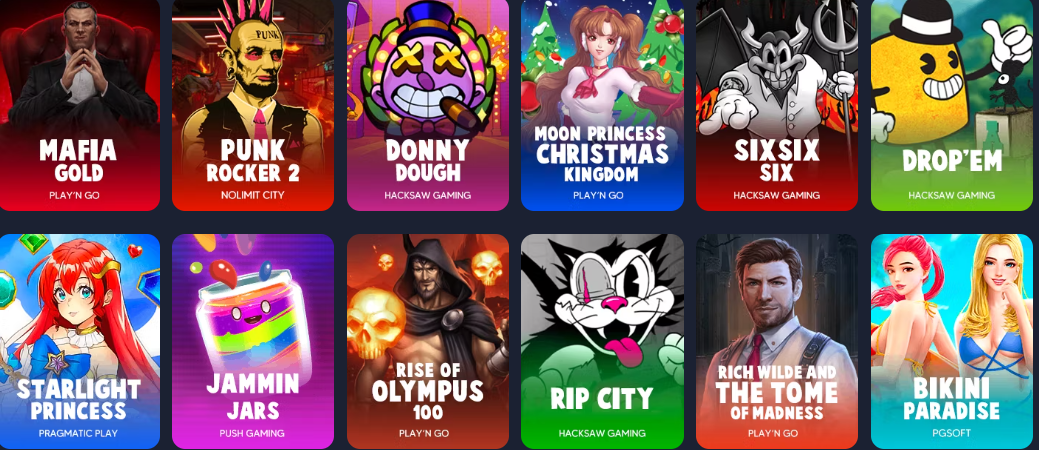 MAFIA
GOLD
PLAY'N GO
PUNK
PUNK
ROCKER 2
NOLIMIT CITY
DONNY
DOUGH
HACKSAW GAMING
MOON PRINCESS
CHRISTMAS
KINGDOM
PLAY'N GO
SIXSIX
SIX
HACKSAW GAMING
DROP'EM
HACKSAW GAMING
STARLIGHT
PRINCESS
PRAGMATIC PLAY
JAMMIN
JARS
PUSH GAMING
RISE OF
OLYMPUS
100
PLAY'N GO
RIP CITY
HACKSAW GAMING
RICH WILDE AND
THE TOME
OF MADNESS
PLAY'N GO
BIKINI
PARADISE
PGSOFT